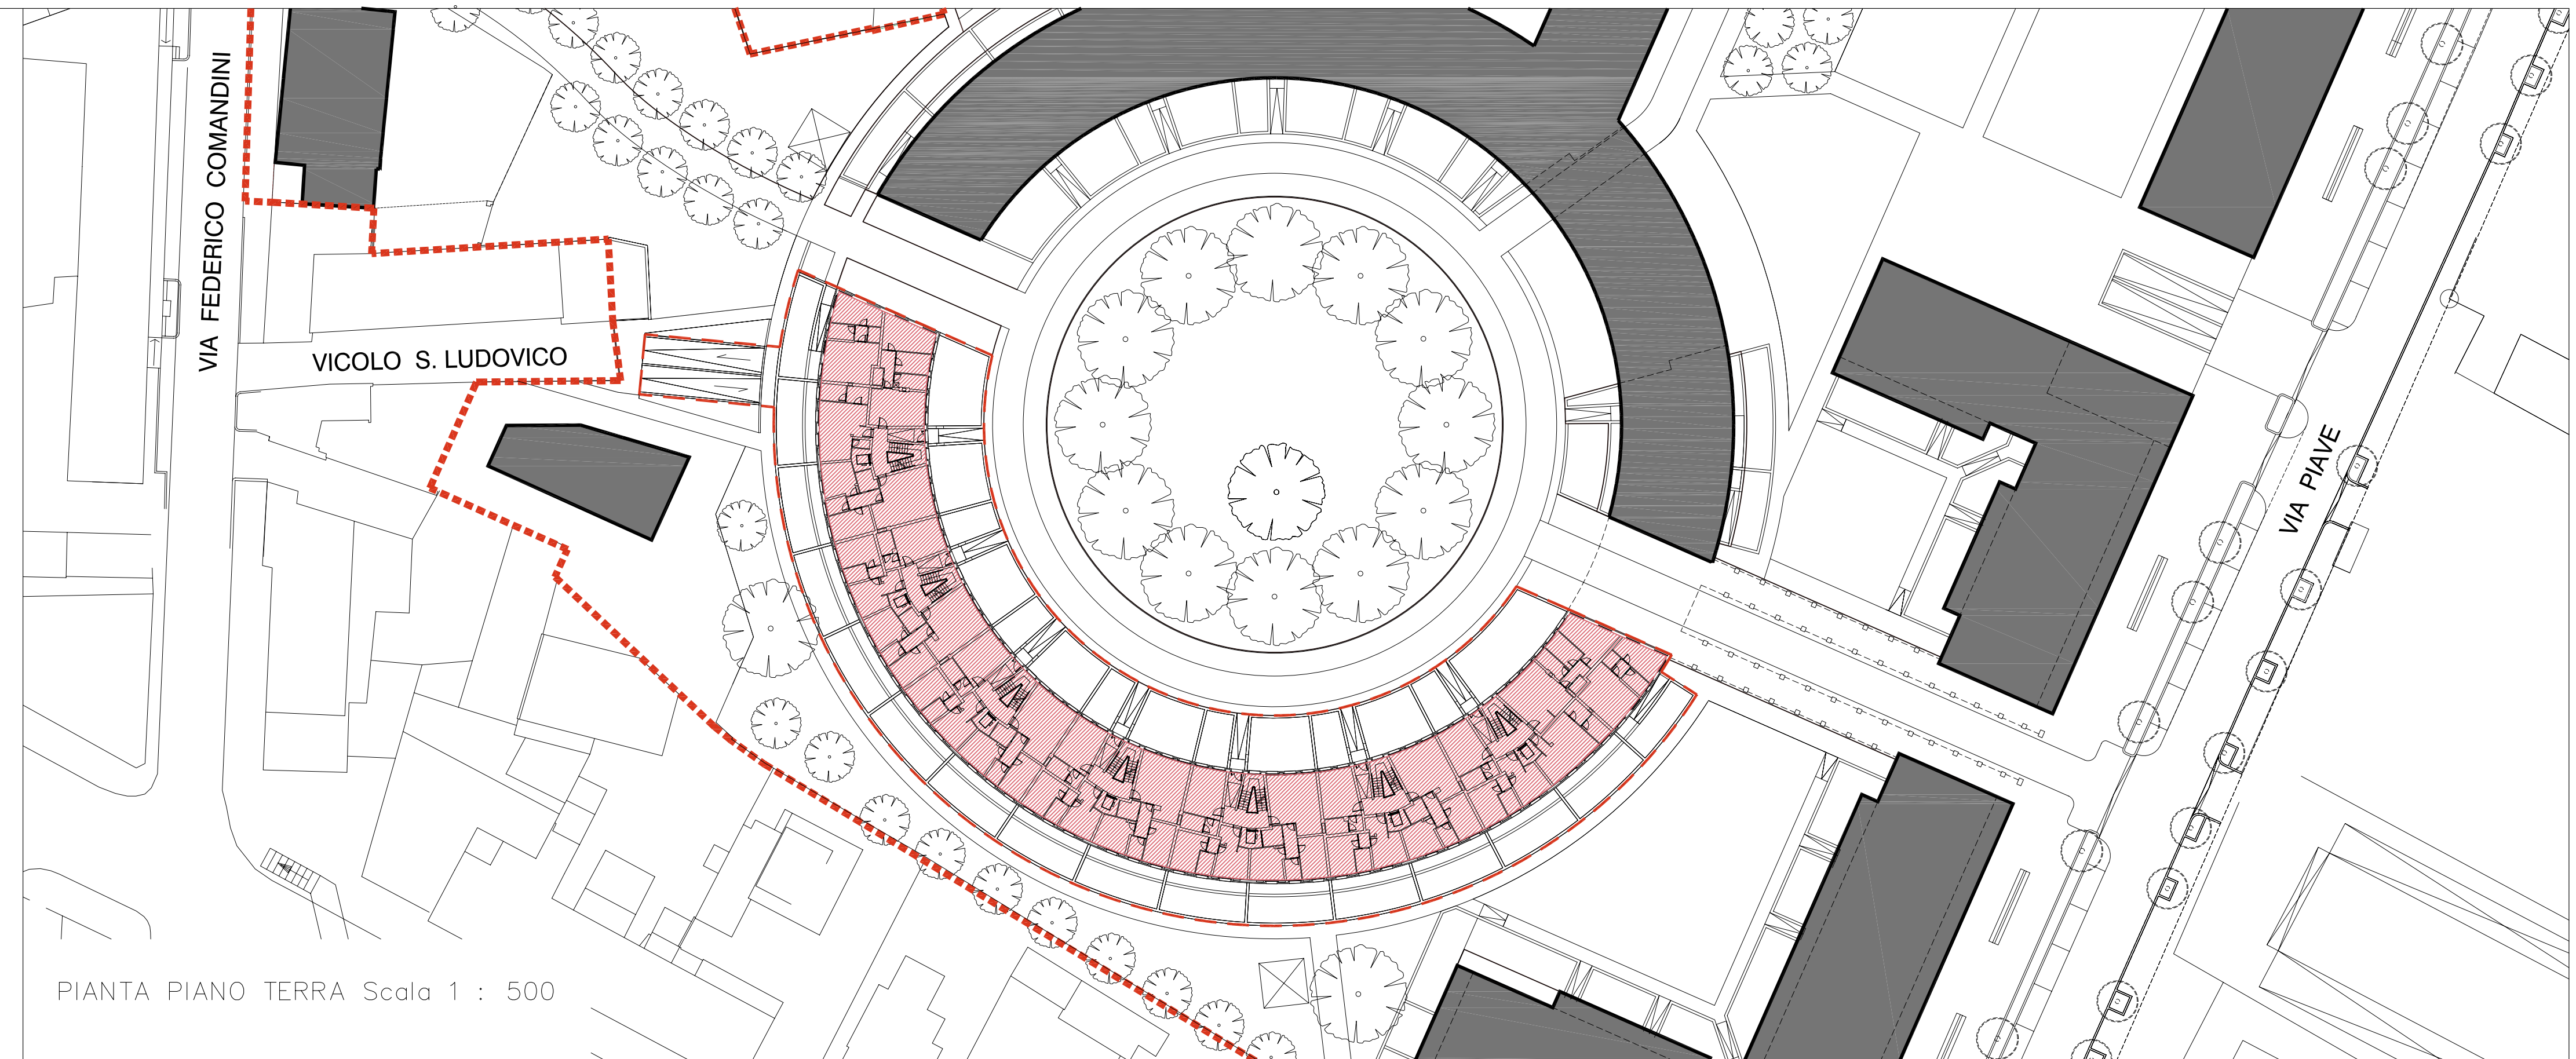 VIA FEDERICO COMANDINI
VICOLO S. LUDOVICO
VIA PIAVE
PIANTA PIANO TERRA Scala 1 : 500